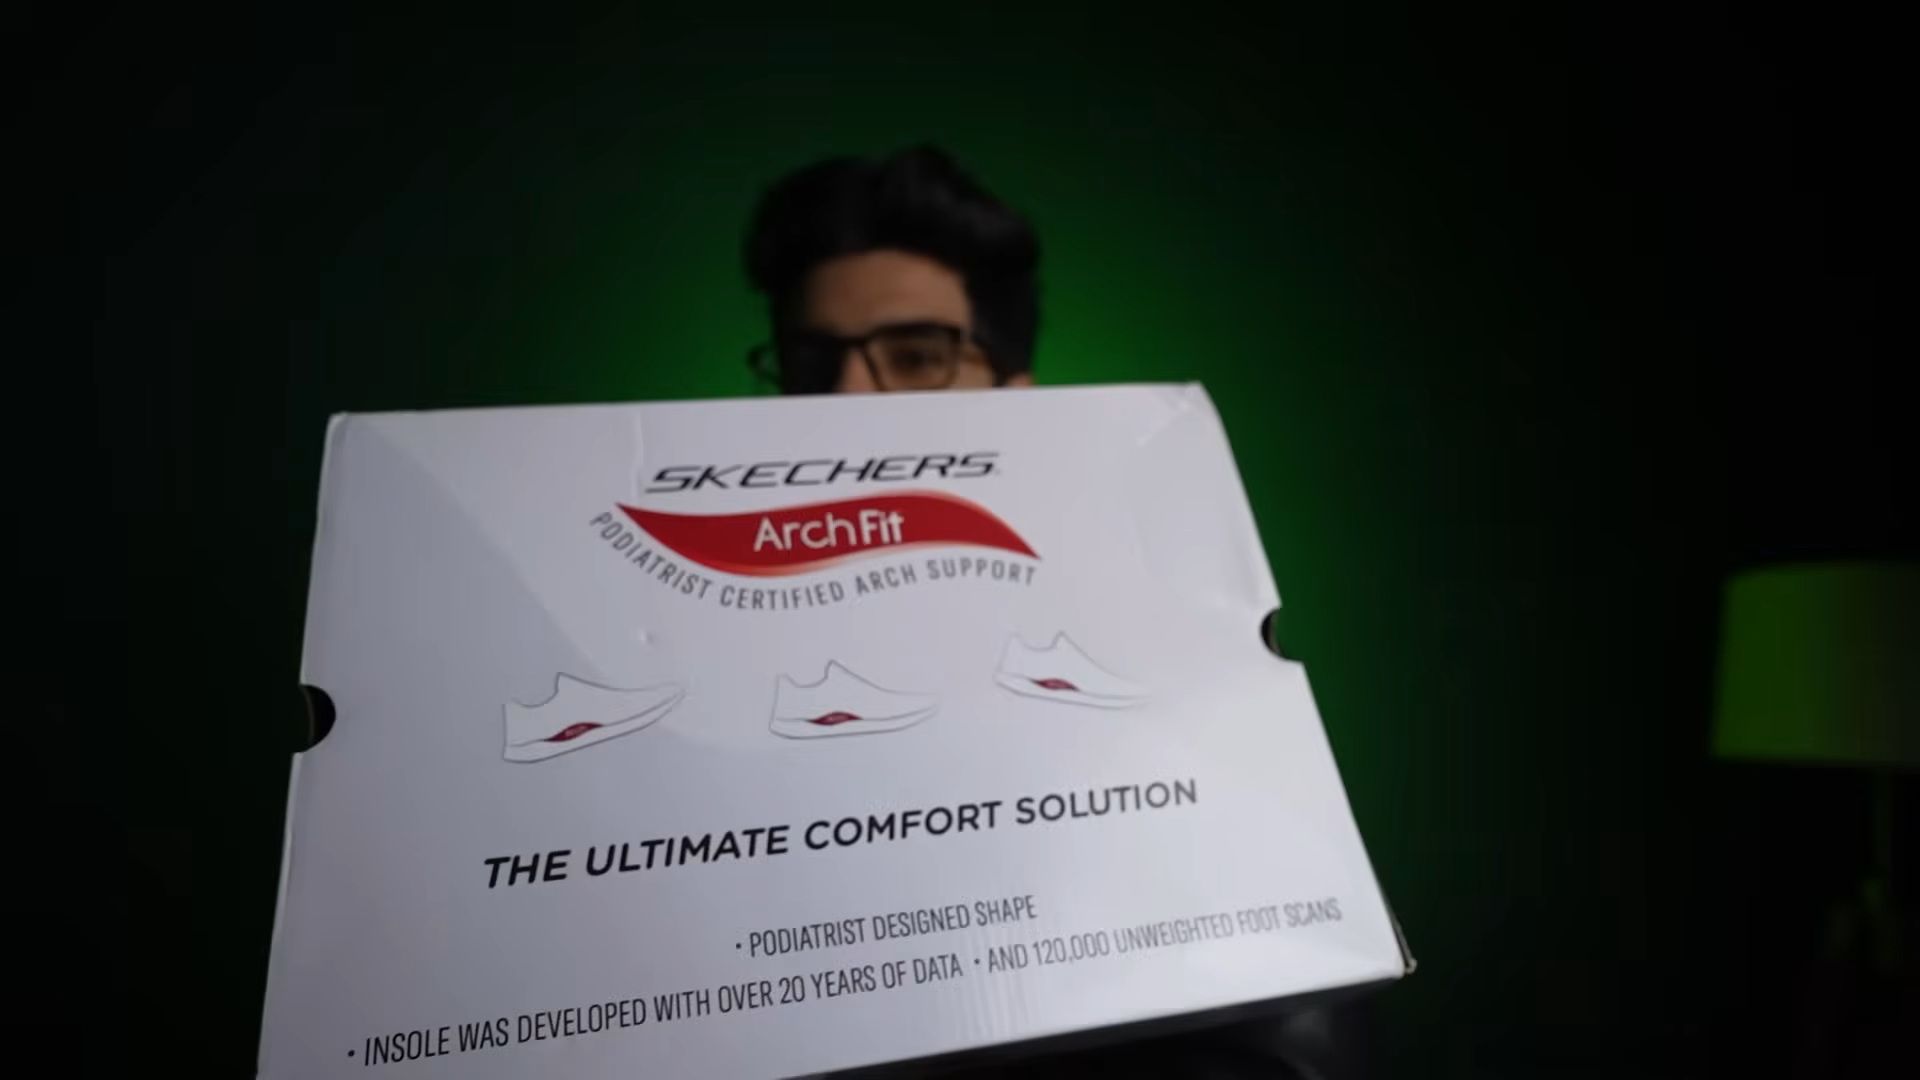 SKECHERS
ArchFit
PODIATRIST CERTIFIED ARCH SUPPORT
THE ULTIMATE COMFORT SOLUTION
• PODIATRIST DESIGNED SHAPE
• INSOLE WAS DEVELOPED WITH OVER 20 YEARS OF DATA • AND 120,000 UNWEIGHTED FOOT SCANS